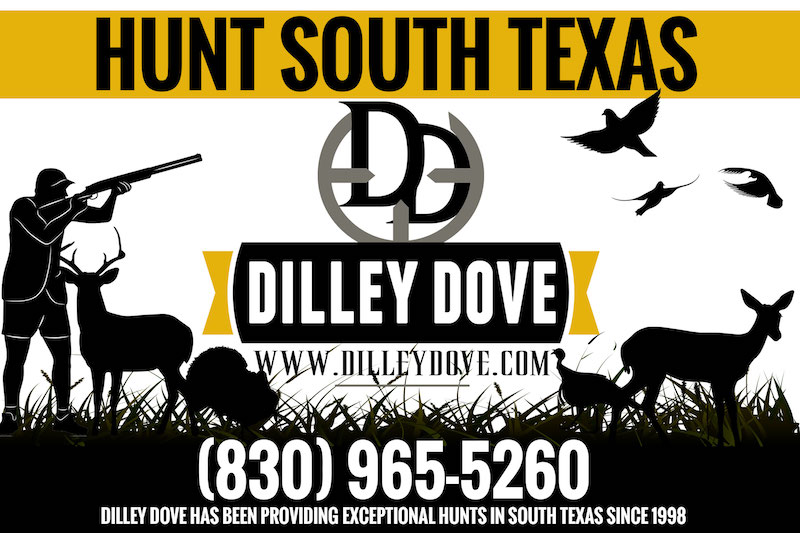 HUNT SOUTH TEXAS
DD
DILLEY DOVE
WWW.DILLEYDOVE.COM
(830) 965-5260
DILLEY DOVE HAS BEEN PROVIDING EXCEPTIONAL HUNTS IN SOUTH TEXAS SINCE 1998